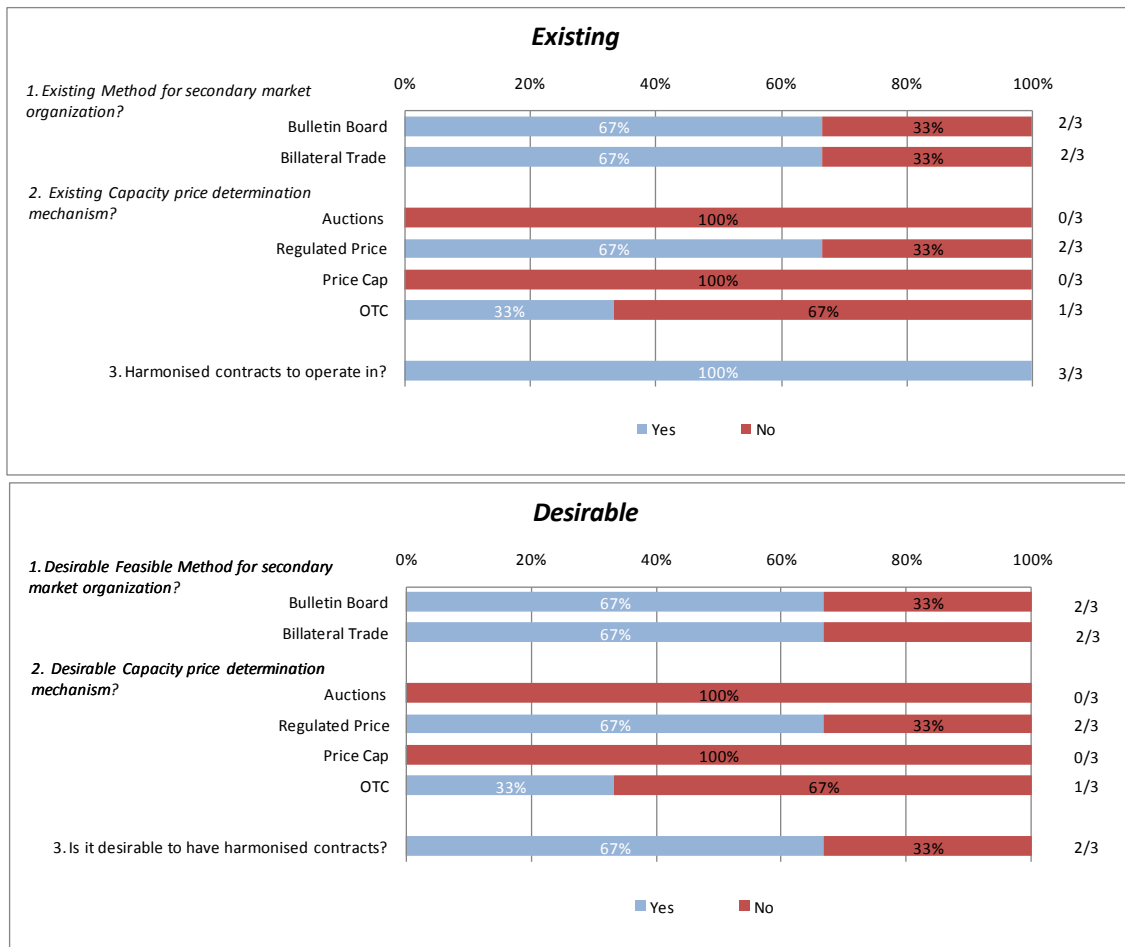 Existing
0% 20% 40% 60% 80% 100%
1. Existing Method for secondary market
organization?
Bulletin Board 67% 33% 2/3
Billateral Trade 67% 33% 2/3
2. Existing Capacity price determination
mechanism?
Auctions 100% 0/3
Regulated Price 67% 33% 2/3
Price Cap 100% 0/3
OTC 33% 67% 1/3
3. Harmonised contracts to operate in? 100% 3/3
Yes No
Desirable
0% 20% 40% 60% 80% 100%
1. Desirable Feasible Method for secondary
market organization?
Bulletin Board 67% 33% 2/3
Billateral Trade 67% 2/3
2. Desirable Capacity price determination
mechanism?
Auctions 100% 0/3
Regulated Price 67% 33% 2/3
Price Cap 100% 0/3
OTC 33% 67% 1/3
3. Is it desirable to have harmonised contracts? 67% 33% 2/3
Yes No